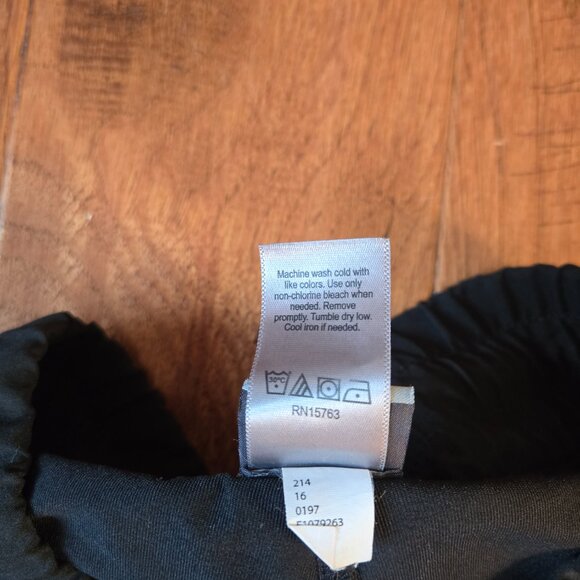 Machine wash cold with
like colors. Use only
non-chlorine bleach when
needed. Remove
promptly. Tumble dry low.
Cool iron if needed.
30°C
RN15763
214
16
0197